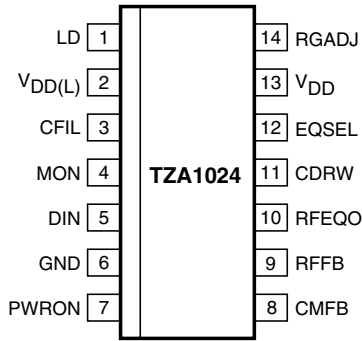 LD 1 14 RGADJ
VDD(L) 2 13 VDD
CFIL 3 12 EQSEL
MON 4 TZA1024 11 CDRW
DIN 5 10 RFEQO
GND 6 9 RFFB
PWRON 7 8 CMFB